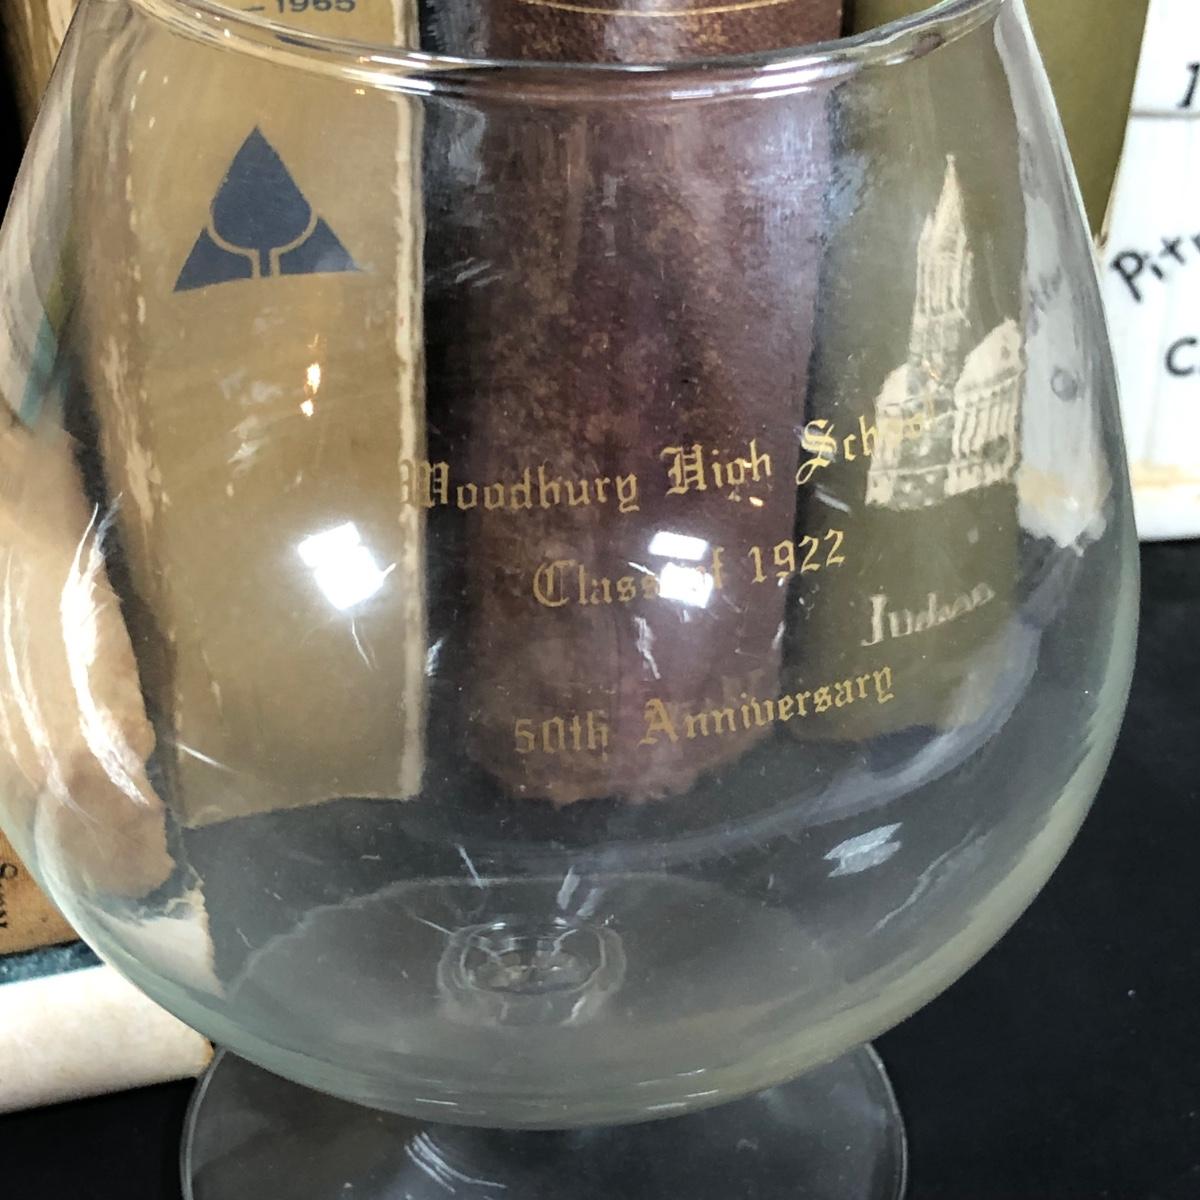 1965
Woodbury High School
Class of 1922
Judson
50th Anniversary